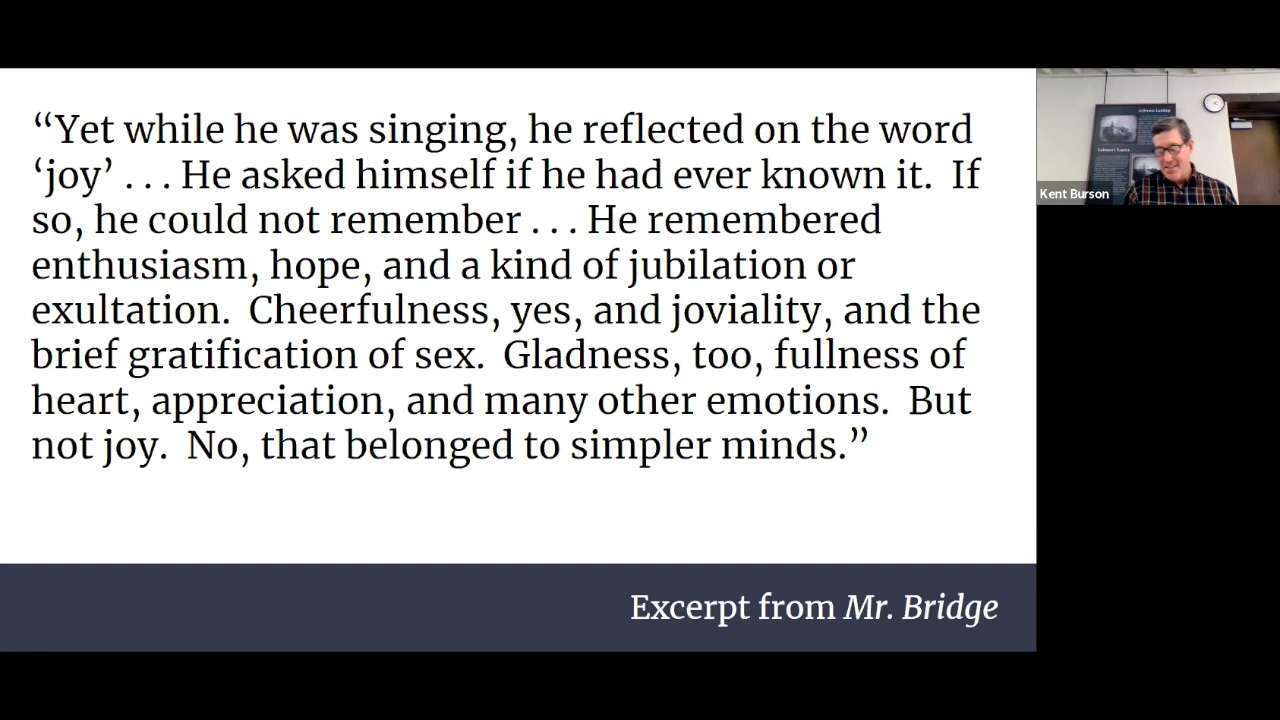 “Yet while he was singing, he reflected on the word
‘joy’ . . . He asked himself if he had ever known it.  If
so, he could not remember . . . He remembered
enthusiasm, hope, and a kind of jubilation or
exultation.  Cheerfulness, yes, and joviality, and the
brief gratification of sex.  Gladness, too, fullness of
heart, appreciation, and many other emotions.  But
not joy.  No, that belonged to simpler minds.”
Excerpt from Mr. Bridge
Kent Burson